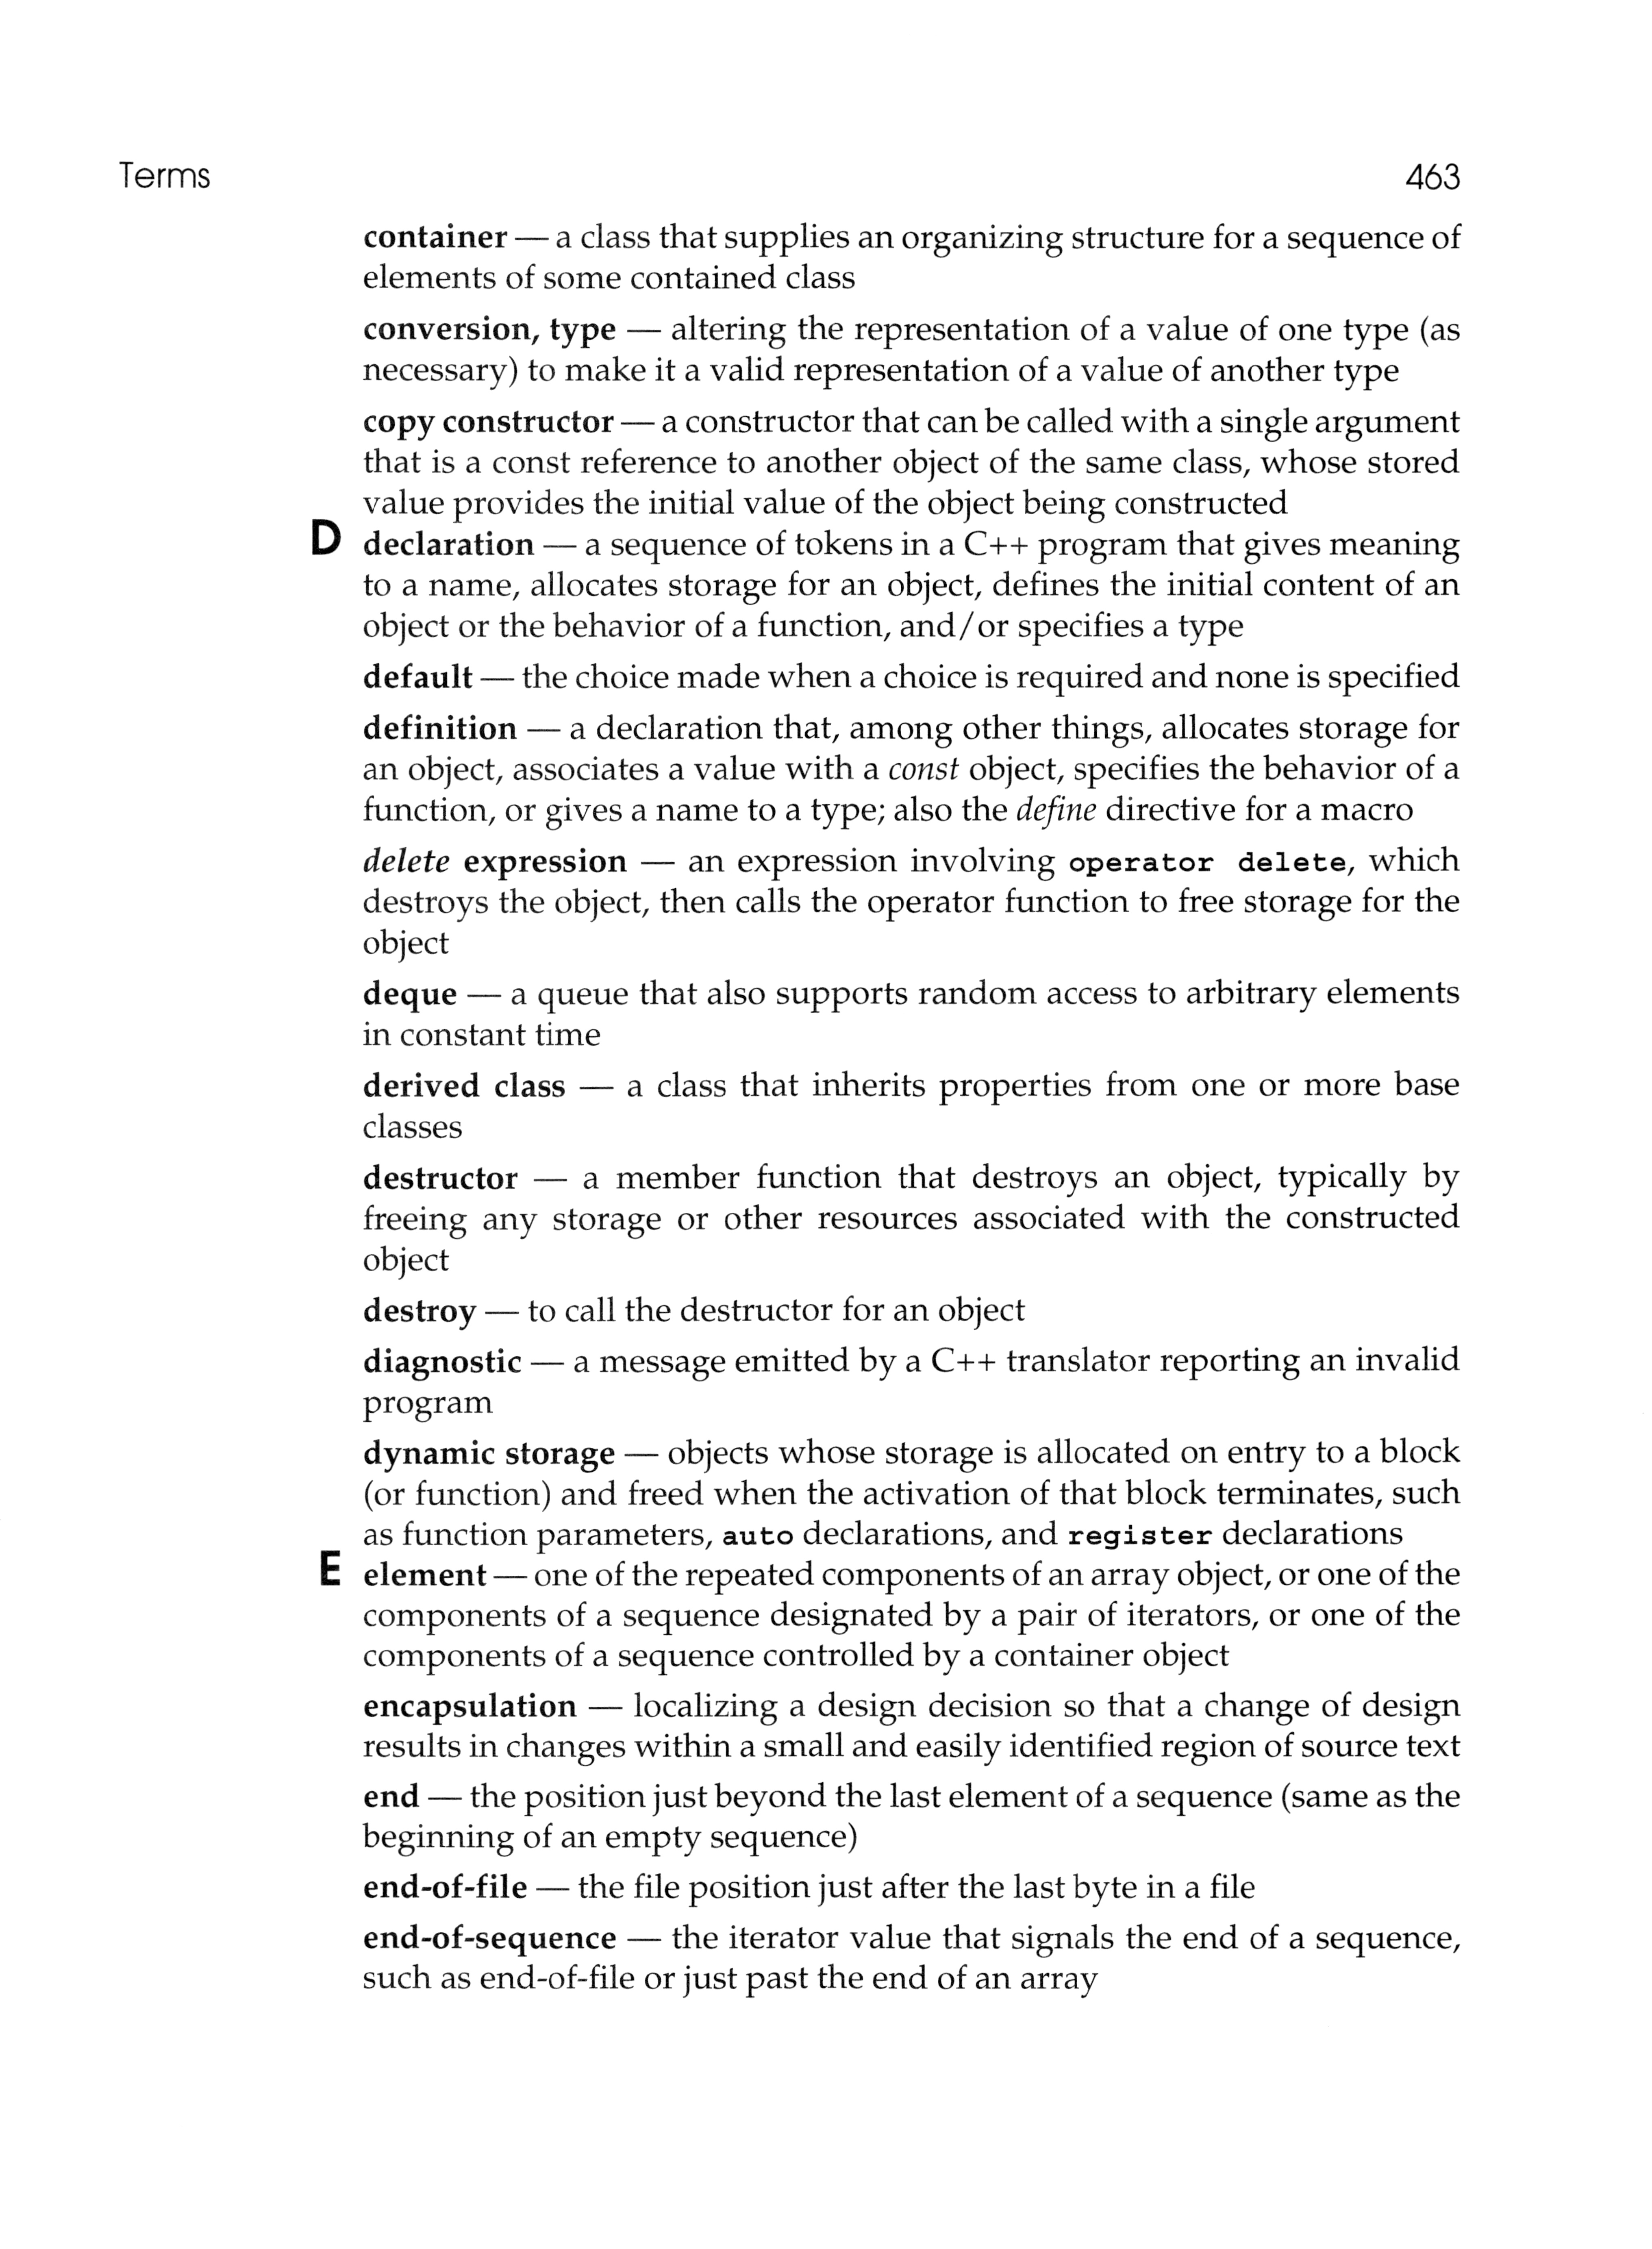 Terms 463
container — a class that supplies an organizing structure for a sequence of
elements of some contained class
conversion, type — altering the representation of a value of one type (as
necessary) to make it a valid representation of a value of another type
copy constructor — a constructor that can be called with a single argument
that is a const reference to another object of the same class, whose stored
value provides the initial value of the object being constructed
D declaration — a sequence of tokens in a C++ program that gives meaning
to a name, allocates storage for an object, defines the initial content of an
object or the behavior of a function, and/or specifies a type
default — the choice made when a choice is required and none is specified
definition — a declaration that, among other things, allocates storage for
an object, associates a value with a const object, specifies the behavior of a
function, or gives a name to a type; also the define directive for a macro
delete expression — an expression involving operator delete, which
destroys the object, then calls the operator function to free storage for the
object
deque — a queue that also supports random access to arbitrary elements
in constant time
derived class — a class that inherits properties from one or more base
classes
destructor — a member function that destroys an object, typically by
freeing any storage or other resources associated with the constructed
object
destroy — to call the destructor for an object
diagnostic — a message emitted by a C++ translator reporting an invalid
program
dynamic storage — objects whose storage is allocated on entry to a block
(or function) and freed when the activation of that block terminates, such
as function parameters, auto declarations, and register declarations
E element — one of the repeated components of an array object, or one of the
components of a sequence designated by a pair of iterators, or one of the
components of a sequence controlled by a container object
encapsulation — localizing a design decision so that a change of design
results in changes within a small and easily identified region of source text
end — the position just beyond the last element of a sequence (same as the
beginning of an empty sequence)
end-of-file — the file position just after the last byte in a file
end-of-sequence — the iterator value that signals the end of a sequence,
such as end-of-file or just past the end of an array